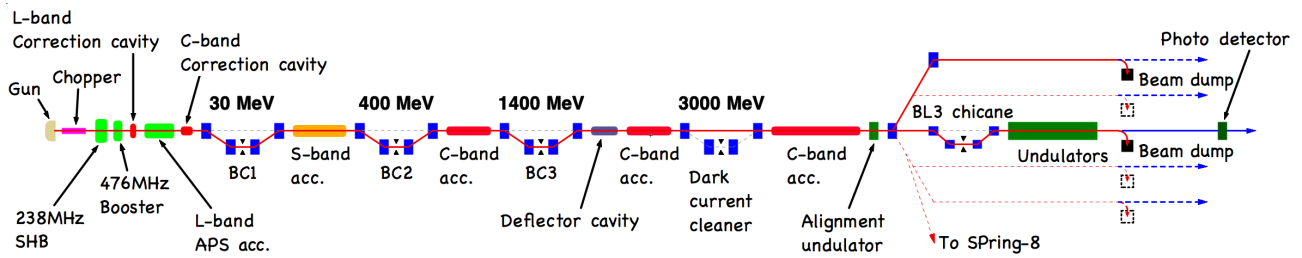 L-band
Correction cavity
C-band
Correction cavity
Gun
Chopper
30 MeV
400 MeV
1400 MeV
3000 MeV
Photo detector
Beam dump
BL3 chicane
BC1
S-band
acc.
BC2
C-band
acc.
BC3
C-band
acc.
Dark
current
cleaner
C-band
acc.
Undulators
Beam dump
476MHz
Booster
238MHz
SHB
L-band
APS acc.
Deflector cavity
Alignment
undulator
To SPring-8